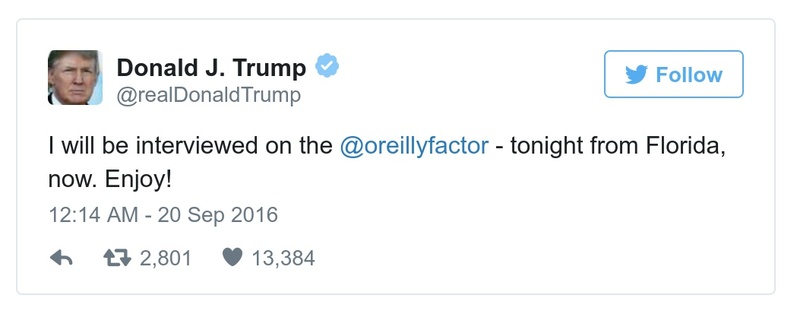 Donald J. Trump
@realDonaldTrump
Follow
I will be interviewed on the @oreillyfactor - tonight from Florida,
now. Enjoy!
12:14 AM - 20 Sep 2016
2,801 13,384